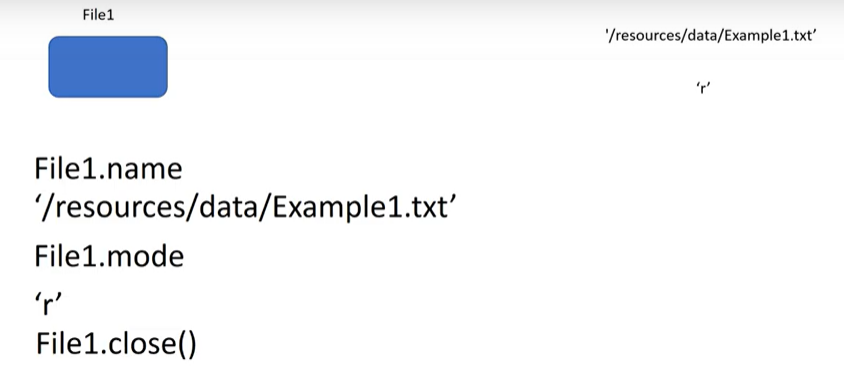 File1
'/resources/data/Example1.txt’
‘r’
File1.name
‘/resources/data/Example1.txt’
File1.mode
‘r’
File1.close()